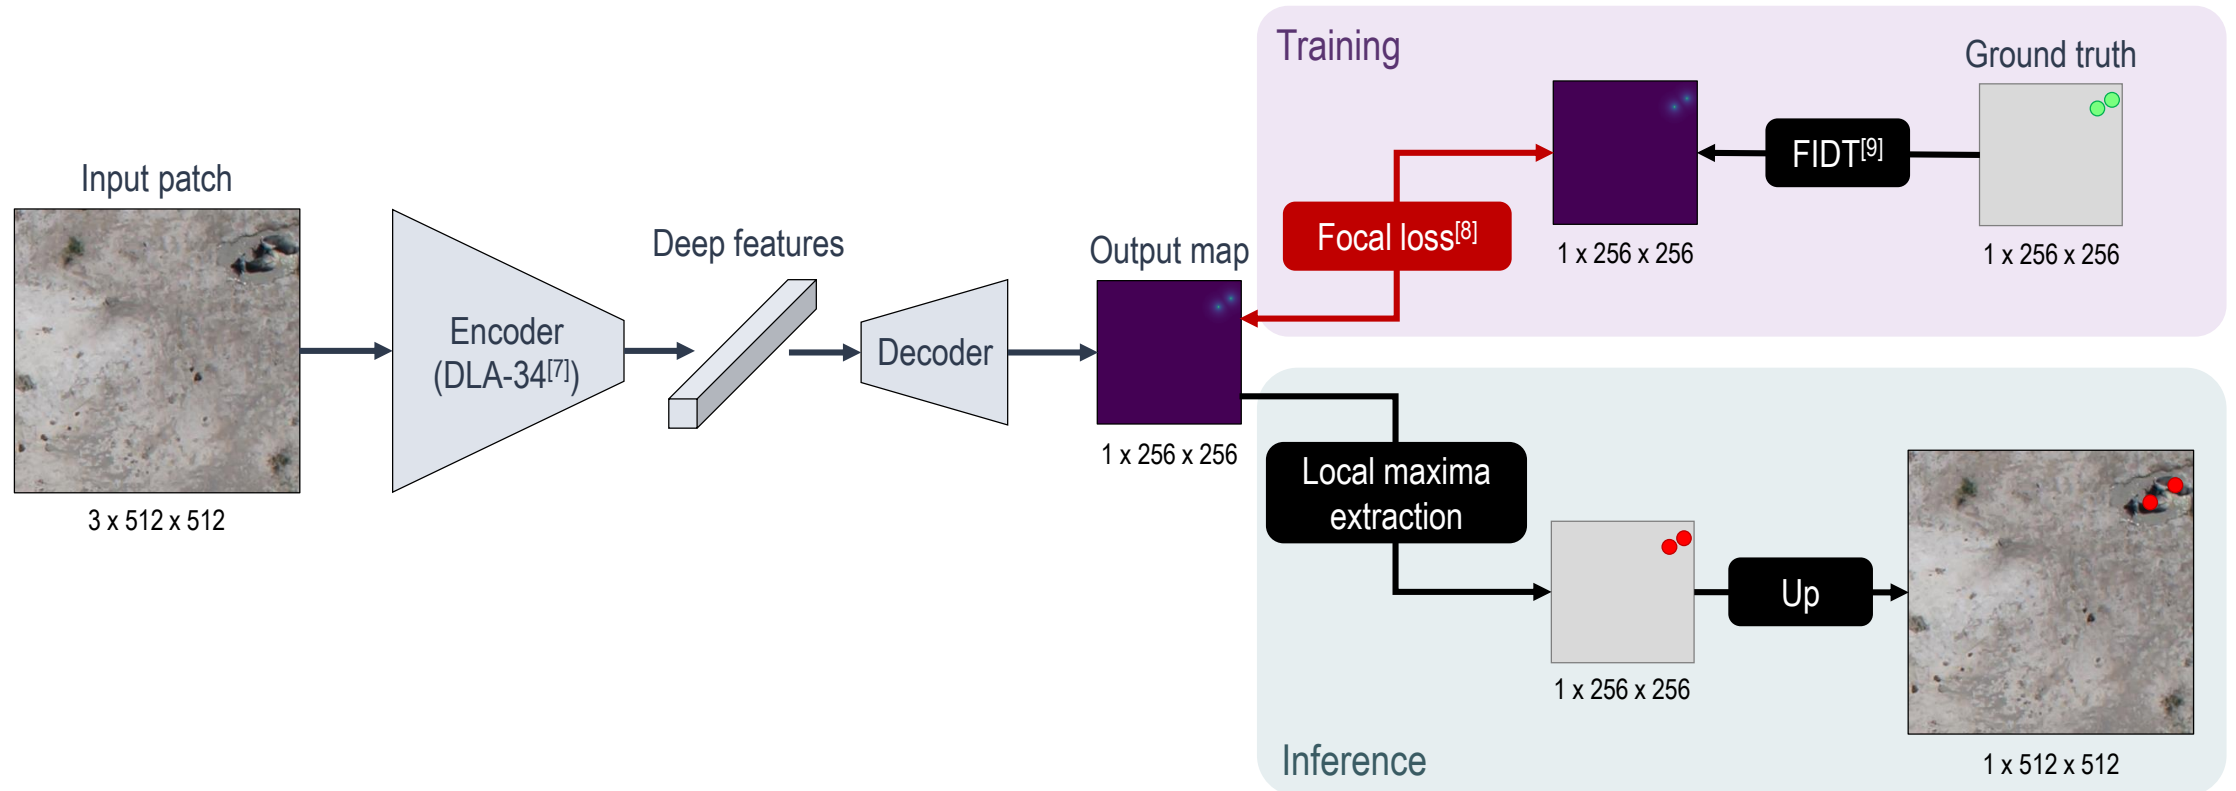 Input patch
3 x 512 x 512
Encoder
(DLA-34[7])
Deep features
Decoder
Output map
1 x 256 x 256
Training
Focal loss[8]
1 x 256 x 256
FIDT[9]
Ground truth
1 x 256 x 256
Local maxima
extraction
1 x 256 x 256
Up
1 x 512 x 512
Inference